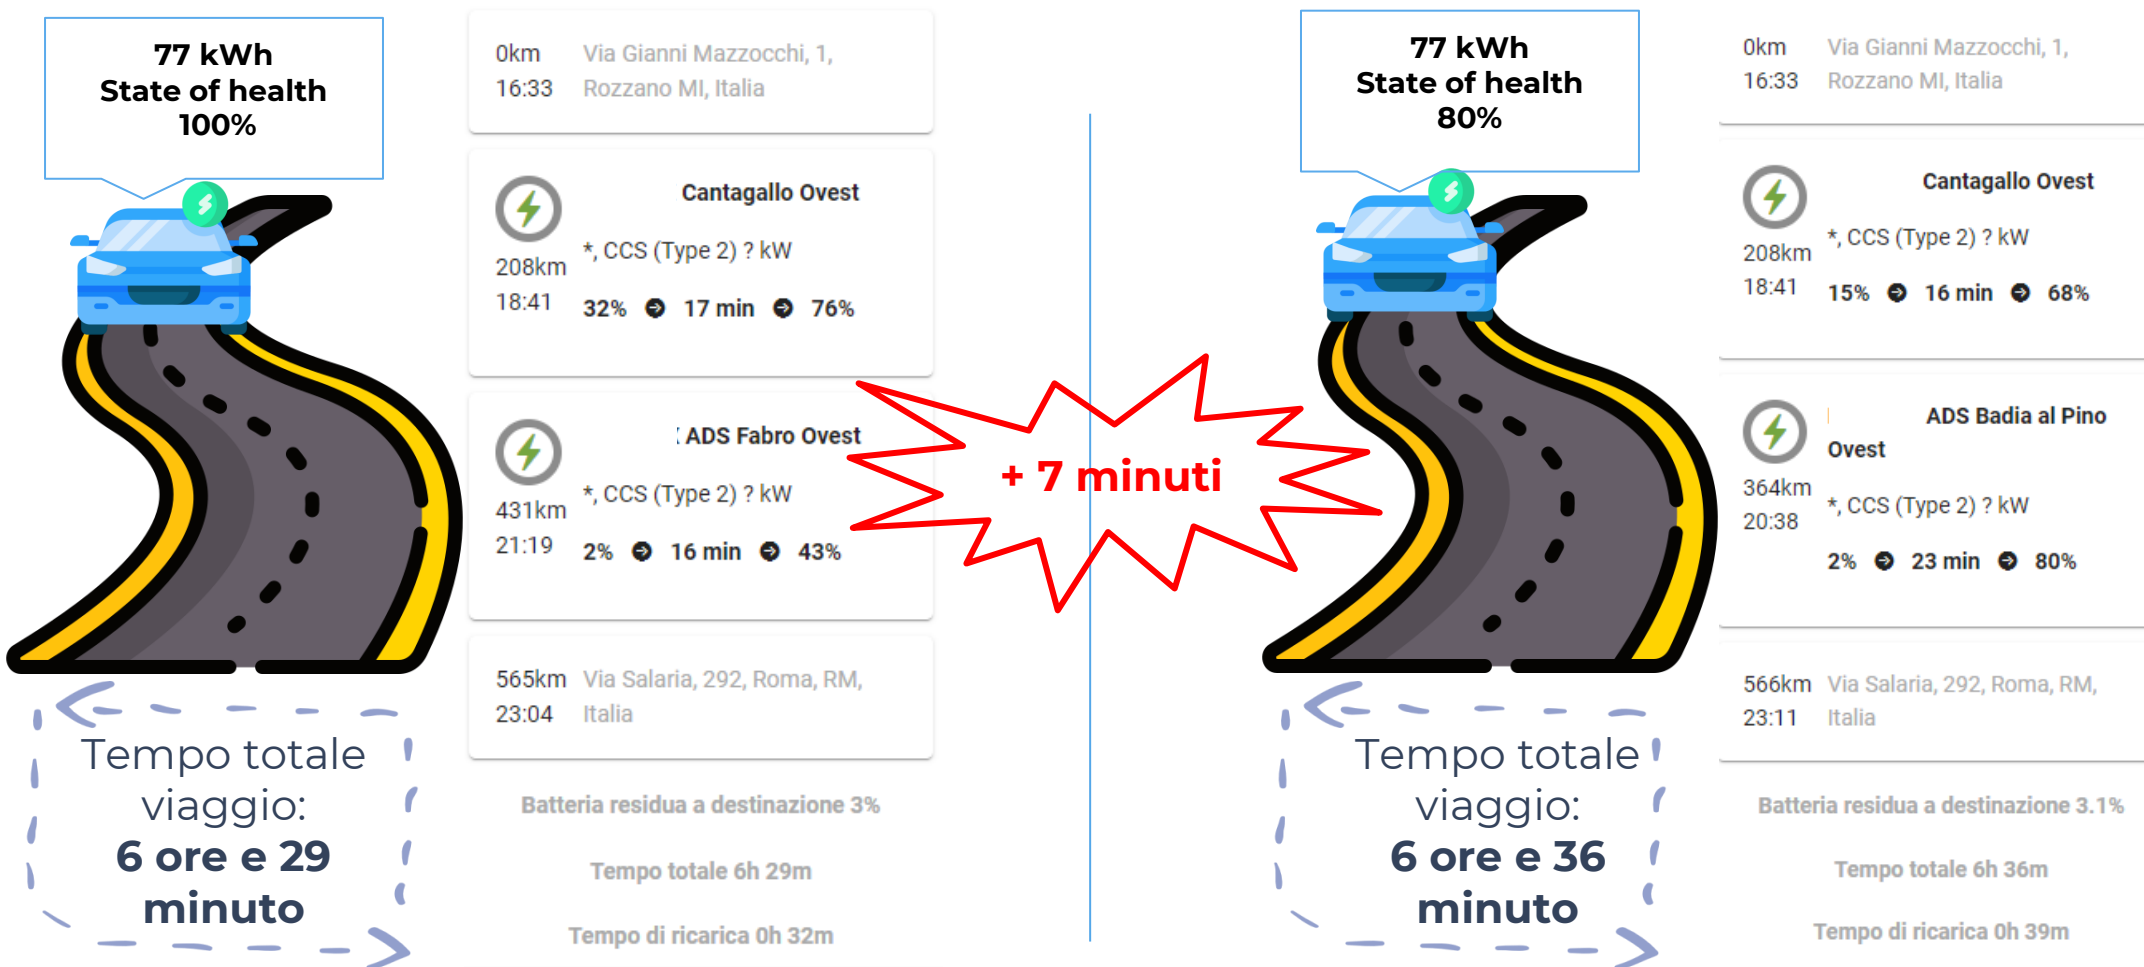 77 kWh
State of health
100%
0km Via Gianni Mazzocchi, 1,
16:33 Rozzano MI, Italia
Cantagallo Ovest
*, CCS (Type 2) ? kW
208km
18:41
32% 17 min 76%
ADS Fabro Ovest
*, CCS (Type 2) ? kW
431km
21:19
2% 16 min 43%
565km Via Salaria, 292, Roma, RM,
23:04 Italia
Tempo totale
viaggio:
6 ore e 29
minuto
Batteria residua a destinazione 3%
Tempo totale 6h 29m
Tempo di ricarica 0h 32m
+ 7 minuti
77 kWh
State of health
80%
0km Via Gianni Mazzocchi, 1,
16:33 Rozzano MI, Italia
Cantagallo Ovest
*, CCS (Type 2) ? kW
208km
18:41
15% 16 min 68%
ADS Badia al Pino
Ovest
364km
*, CCS (Type 2) ? kW
20:38
2% 23 min 80%
566km Via Salaria, 292, Roma, RM,
23:11 Italia
Tempo totale
viaggio:
6 ore e 36
minuto
Batteria residua a destinazione 3.1%
Tempo totale 6h 36m
Tempo di ricarica 0h 39m